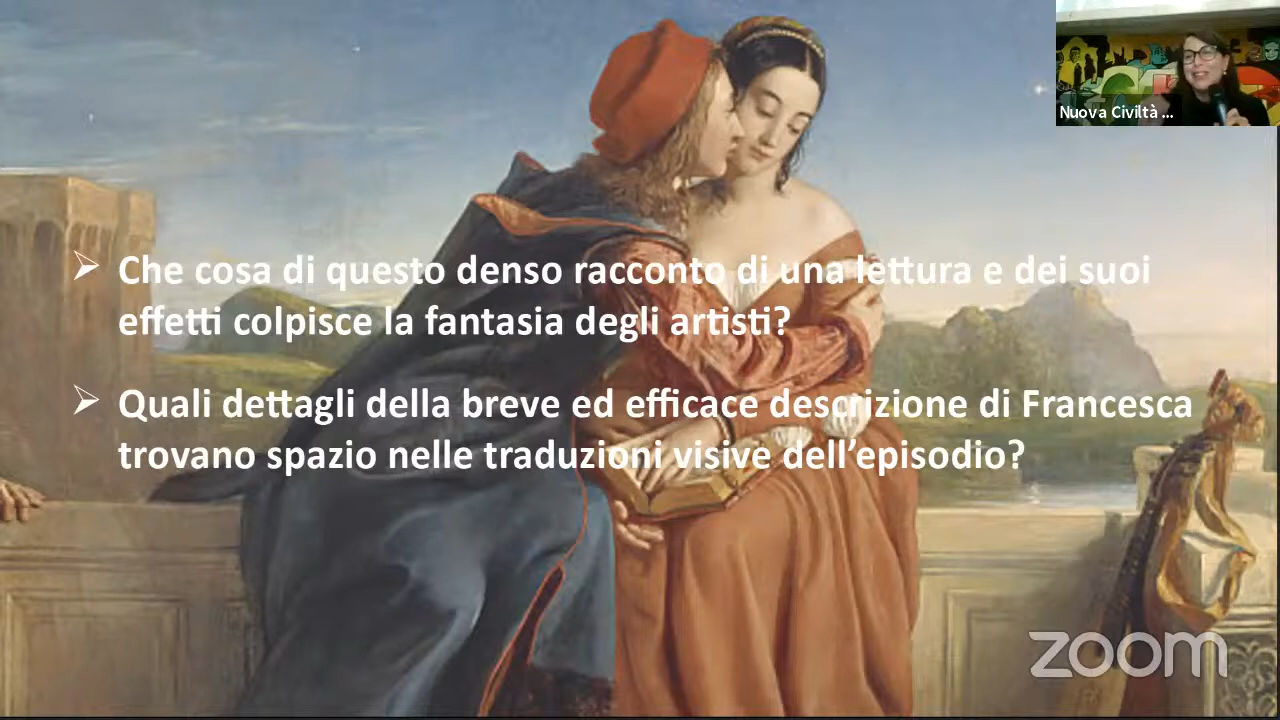 Nuova Civiltà ...
➢ Che cosa di questo denso racconto di una lettura e dei suoi
effetti colpisce la fantasia degli artisti?
➢ Quali dettagli della breve ed efficace descrizione di Francesca
trovano spazio nelle traduzioni visive dell'episodio?
zoom